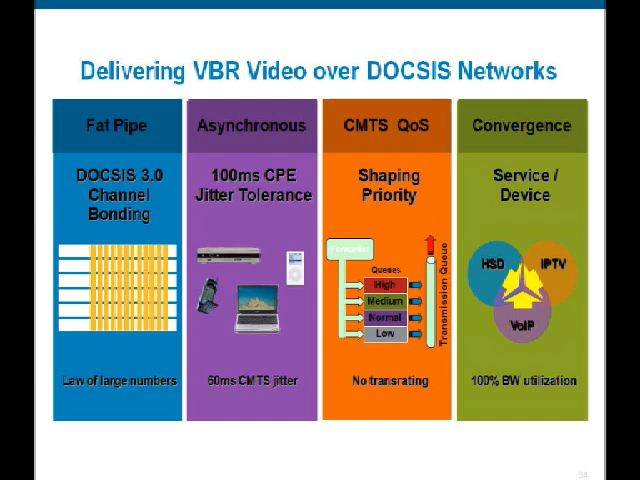 Delivering VBR Video over DOCSIS Networks
Fat Pipe
DOCSIS 3.0
Channel
Bonding
Law of large numbers
Asynchronous
100ms CPE
Jitter Tolerance
60ms CMTS jitter
CMTS QoS
Shaping
Priority
Forwarder
Queues
High
Medium
Normal
Low
Transmission Queue
No transrating
Convergence
Service /
Device
HSD
IPTV
VoIP
100% BW utilization